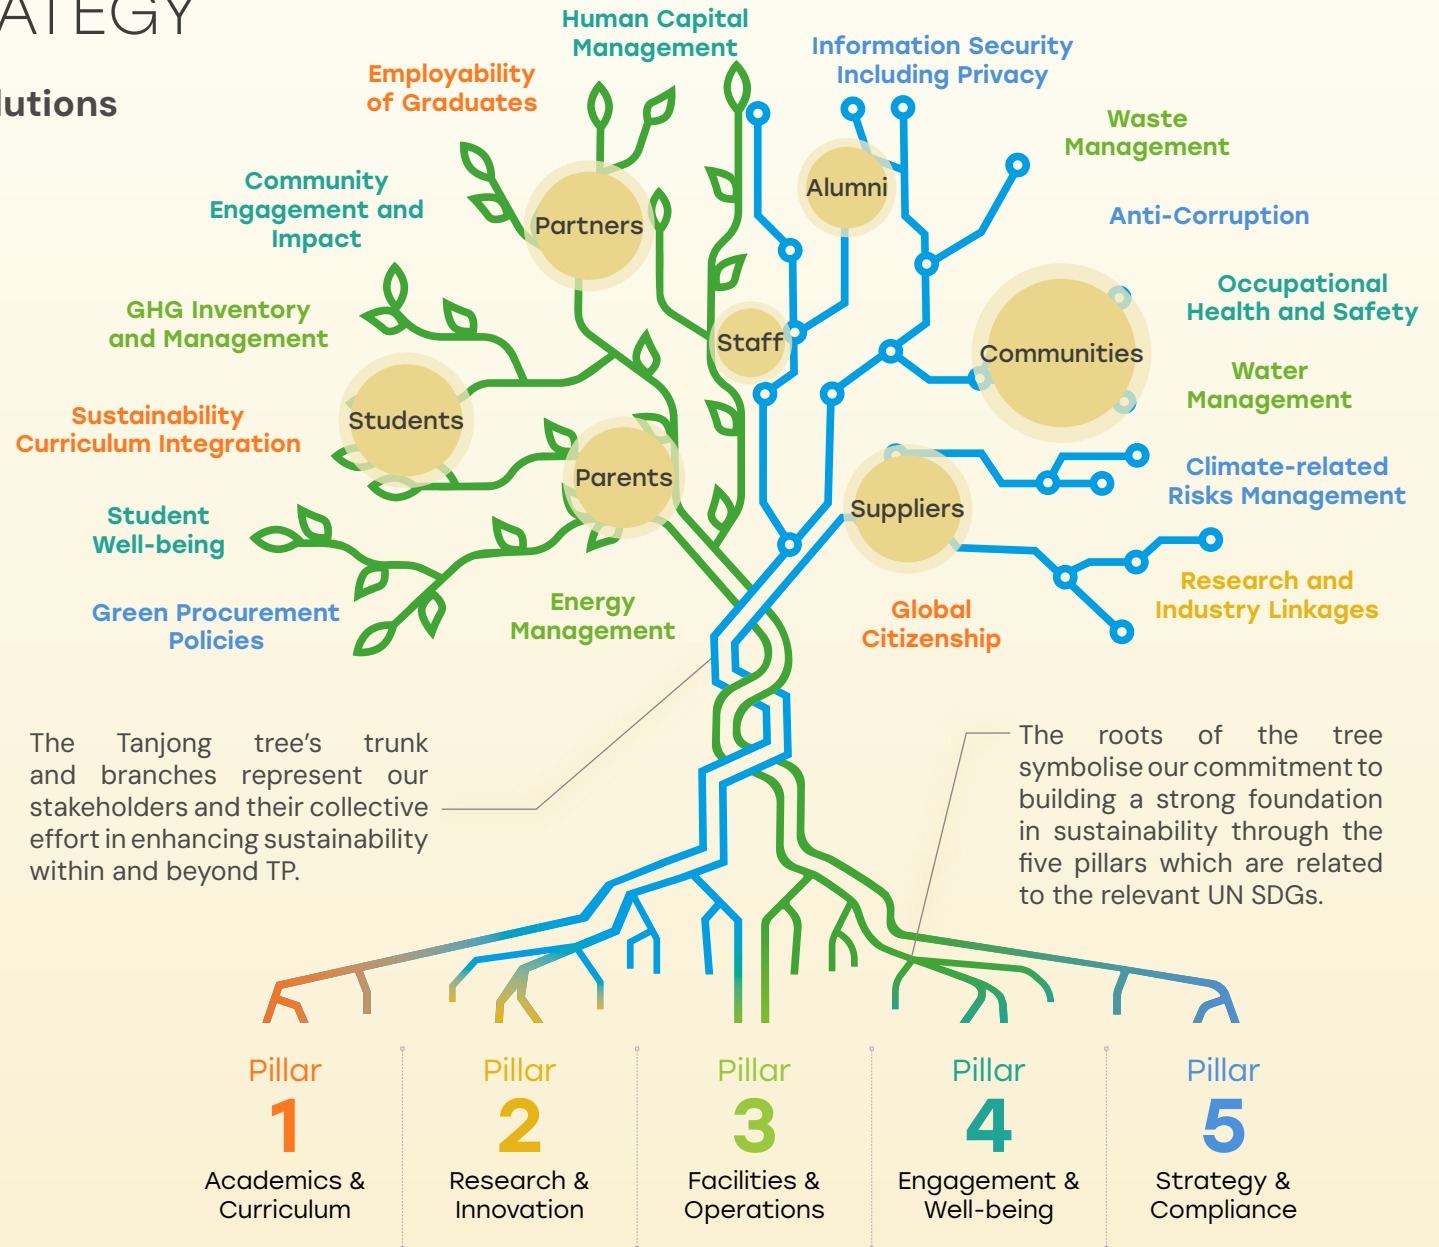 ATEGY
lutions
Human Capital
Management
Information Security
Including Privacy
Employability
of Graduates
Waste
Management
Community
Engagement and
Impact
Alumni
Partners
Anti-Corruption
GHG Inventory
and Management
Occupational
Health and Safety
Staff
Communities
Water
Management
Sustainability
Curriculum Integration
Students
Parents
Suppliers
Climate-related
Risks Management
Student
Well-being
Green Procurement
Policies
Energy
Management
Global
Citizenship
Research and
Industry Linkages
The Tanjong tree’s trunk
and branches represent our
stakeholders and their collective
effort in enhancing sustainability
within and beyond TP.
The roots of the tree
symbolise our commitment to
building a strong foundation
in sustainability through the
five pillars which are related
to the relevant UN SDGs.
Pillar
1
Academics &
Curriculum
Pillar
2
Research &
Innovation
Pillar
3
Facilities &
Operations
Pillar
4
Engagement &
Well-being
Pillar
5
Strategy &
Compliance